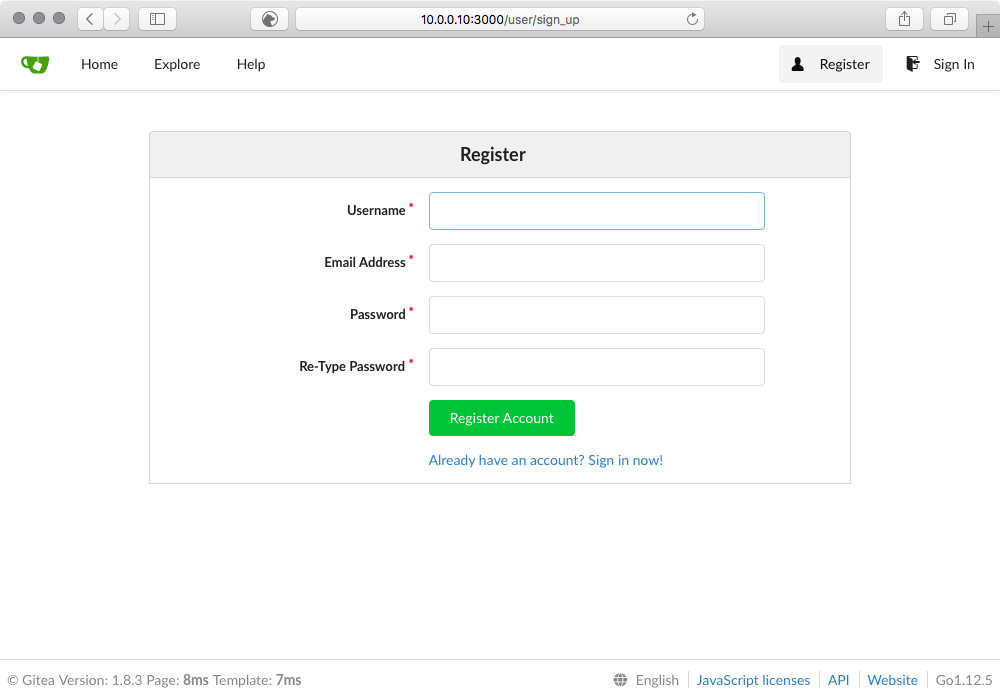 10.0.0.10:3000/user/sign_up
Home Explore Help Register Sign In
Register
Username *
Email Address *
Password *
Re-Type Password *
Register Account
Already have an account? Sign in now!
© Gitea Version: 1.8.3 Page: 8ms Template: 7ms English JavaScript licenses API Website Go1.12.5